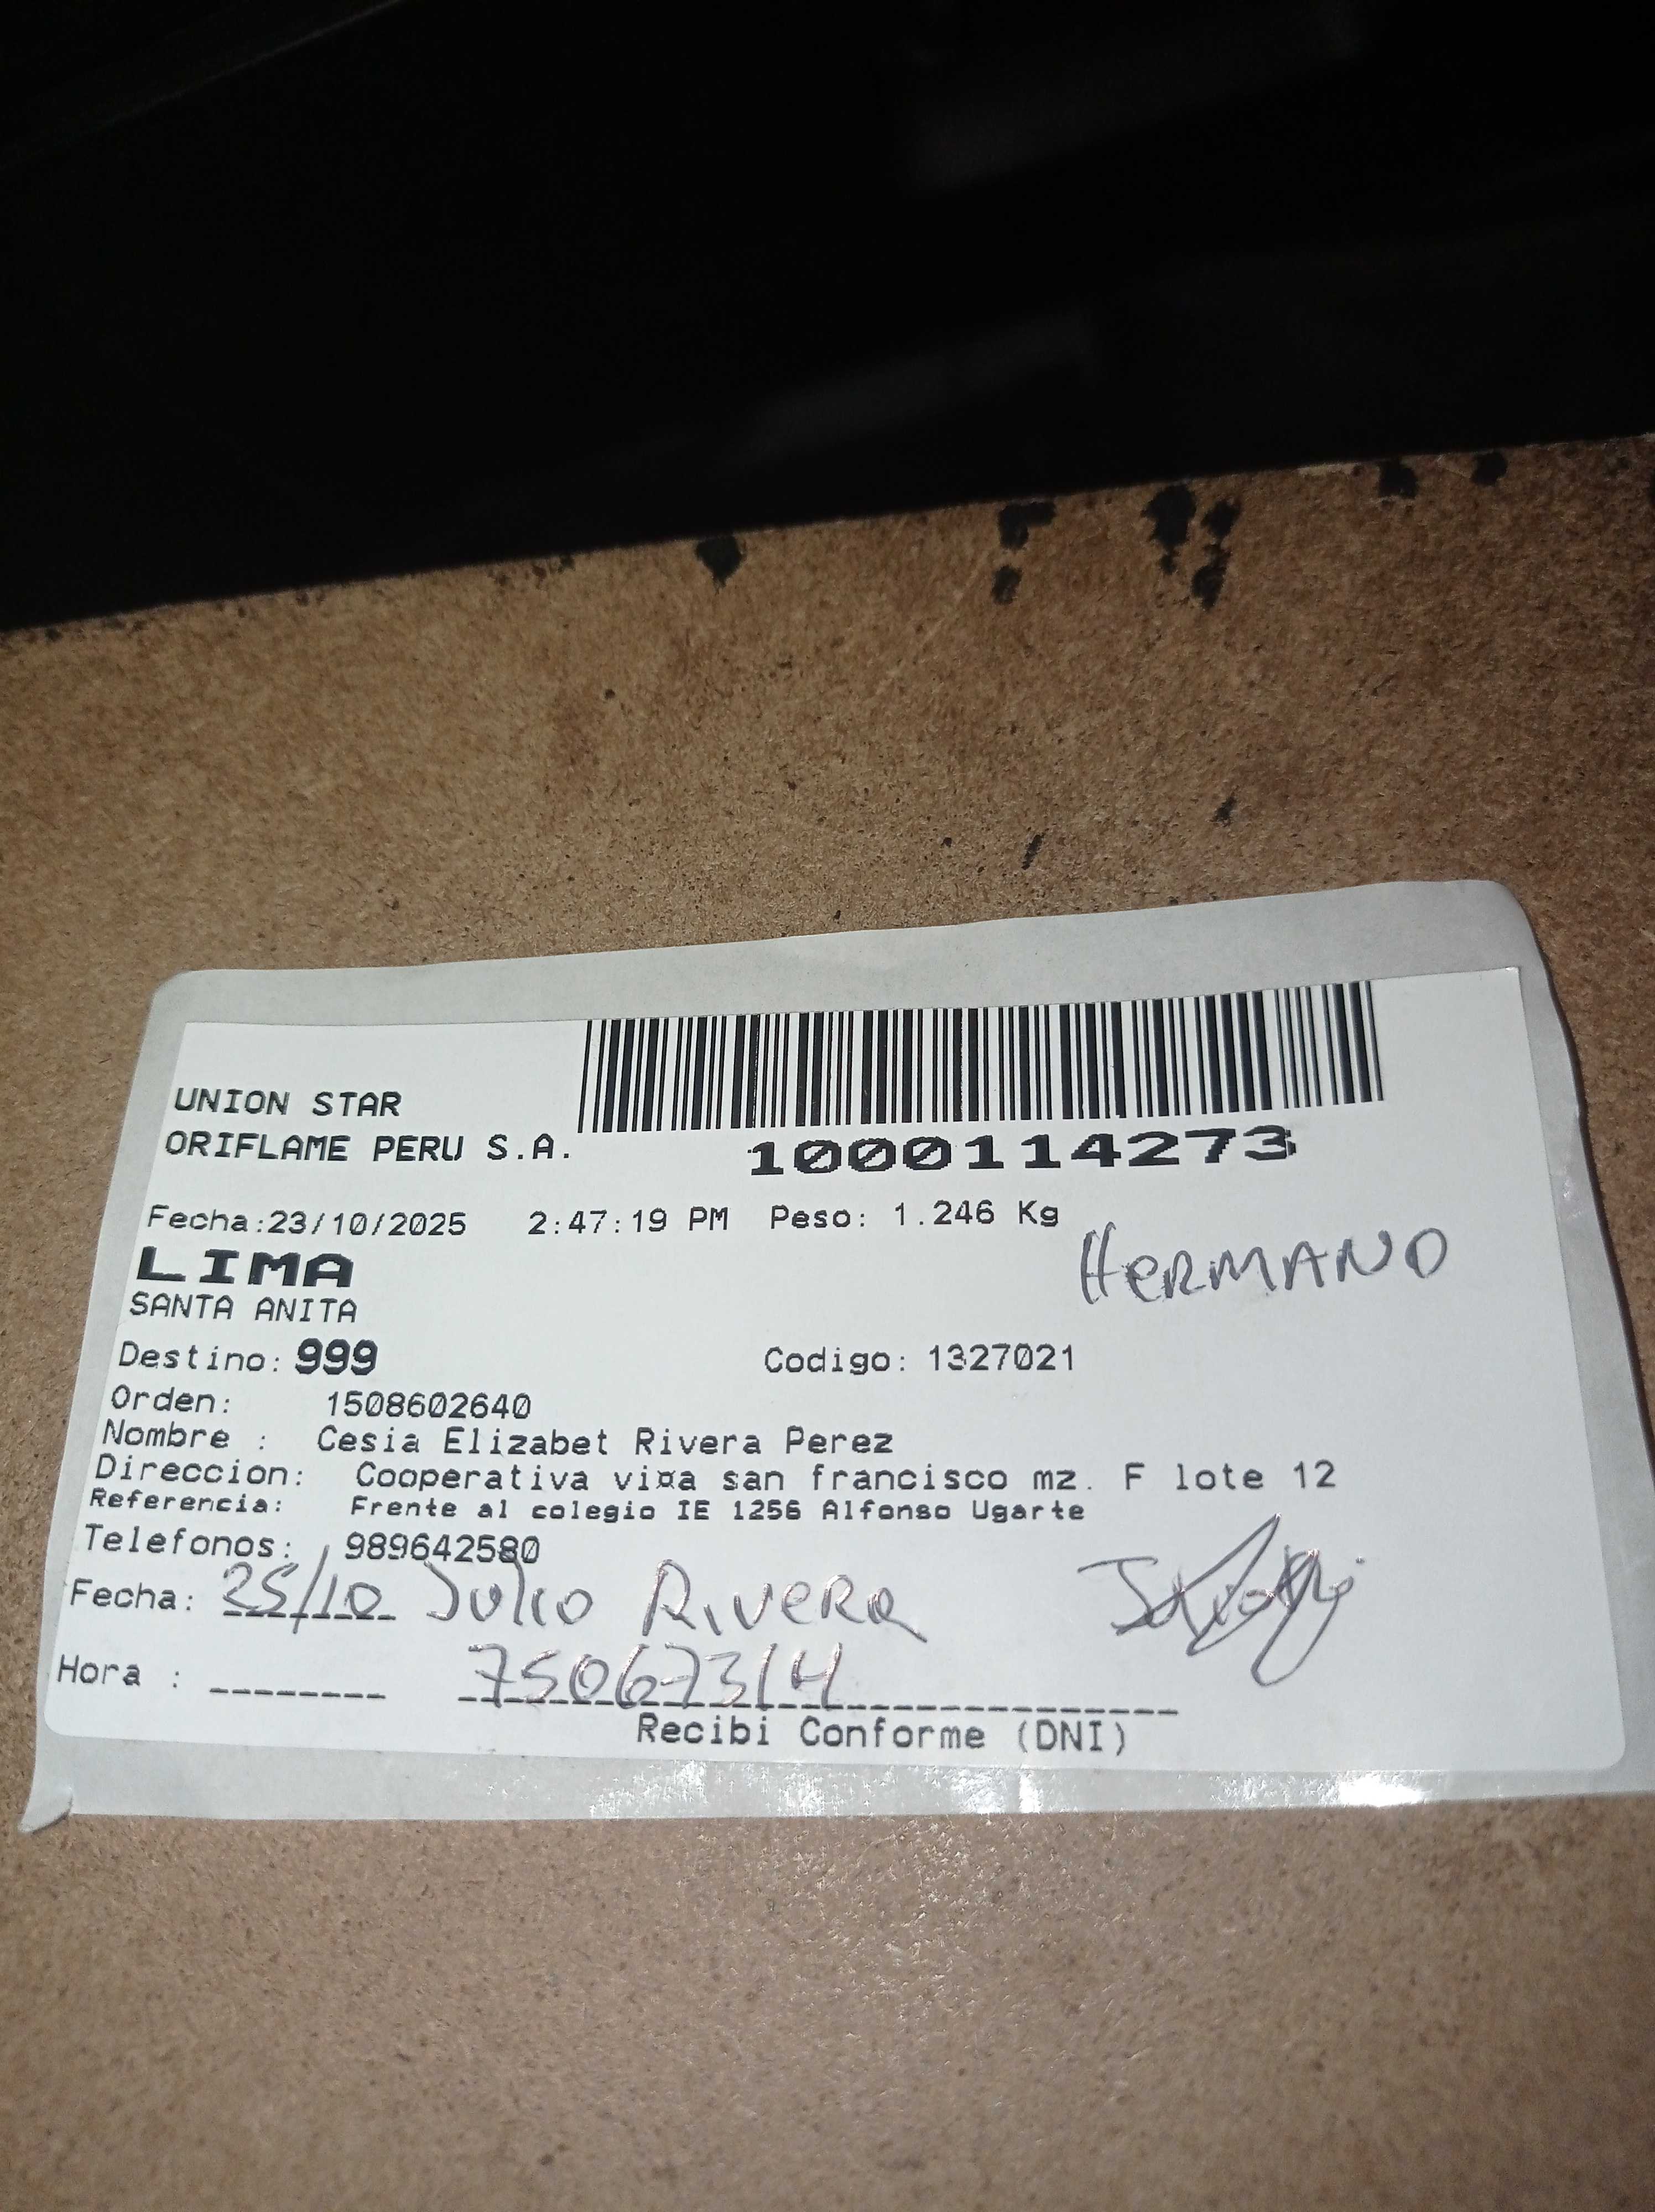 UNION STAR
ORIFLAME PERU S.A.
1000114273
Fecha:23/10/2025 2:47:19 PM Peso: 1.246 Kg
HERMANO
LIMA
SANTA ANITA
Destino: 999 Codigo: 1327021
Orden: 1508602640
Nombre : Cesia Elizabet Rivera Perez
Direccion: Cooperativa vi¤a san francisco mz. F lote 12
Referencia: Frente al colegio IE 1256 Alfonso Ugarte
Telefonos: 989642580
Fecha: 25/10 Julio Rivera
Hora : 75067314
Recibi Conforme (DNI)